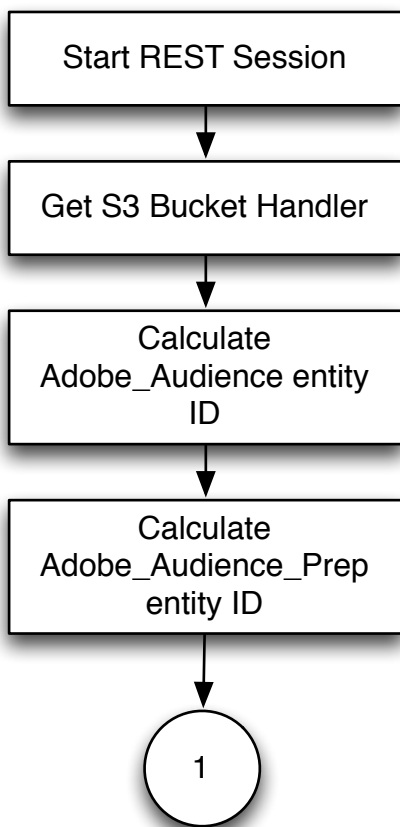 Start REST Session
Get S3 Bucket Handler
Calculate
Adobe_Audience entity
ID
Calculate
Adobe_Audience_Prep
entity ID
1